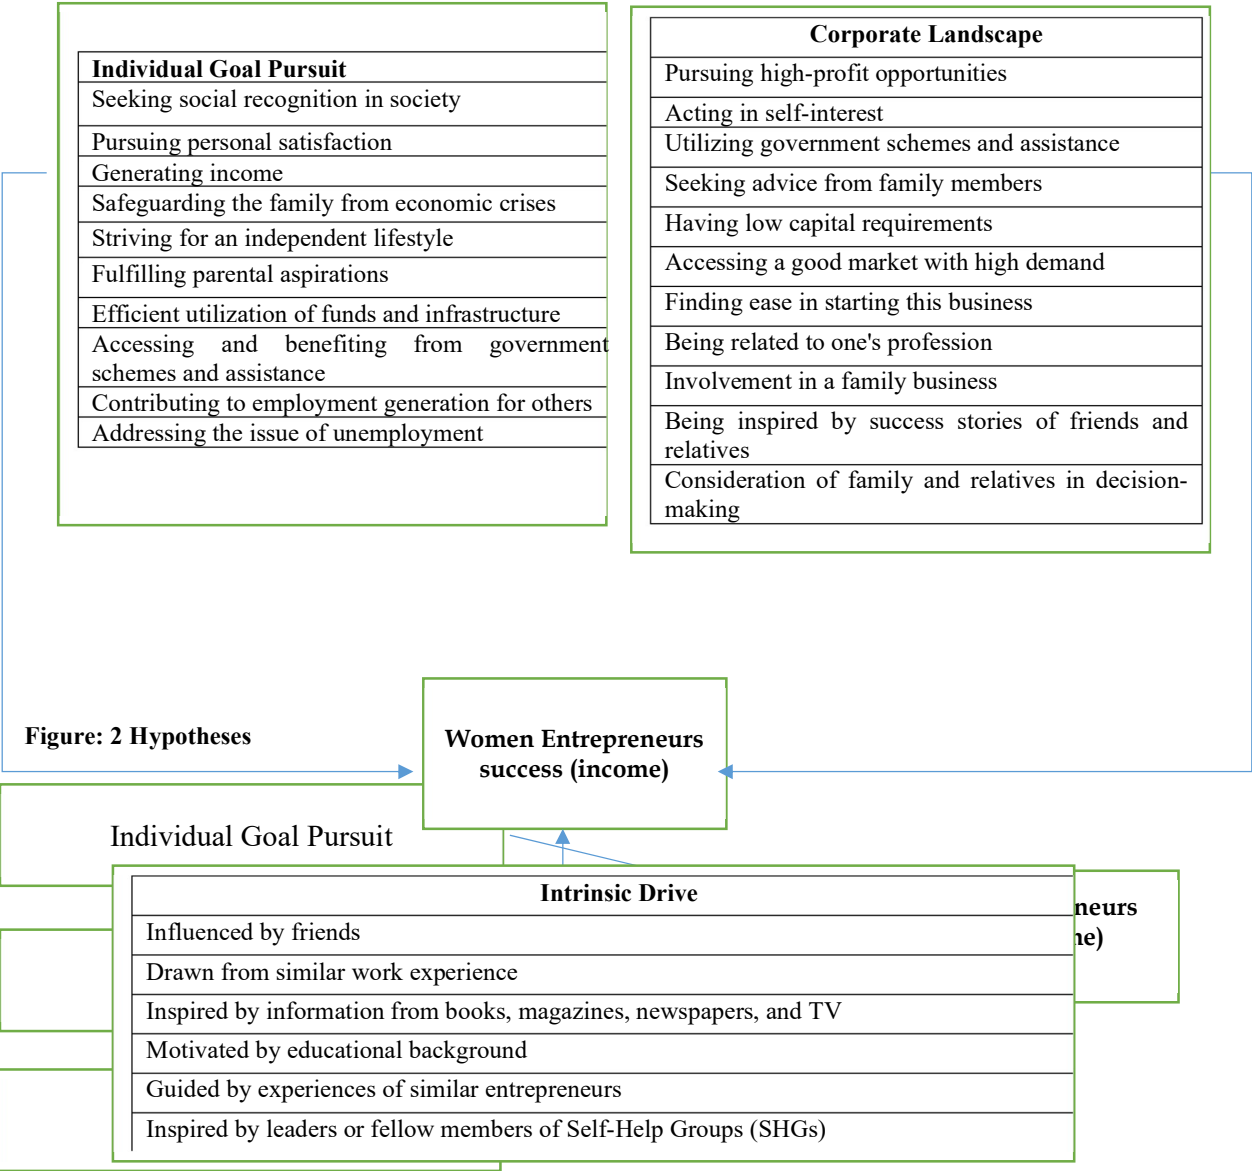 Individual Goal Pursuit
Seeking social recognition in society
Pursuing personal satisfaction
Generating income
Safeguarding the family from economic crises
Striving for an independent lifestyle
Fulfilling parental aspirations
Efficient utilization of funds and infrastructure
Accessing and benefiting from government
schemes and assistance
Contributing to employment generation for others
Addressing the issue of unemployment
Corporate Landscape
Pursuing high-profit opportunities
Acting in self-interest
Utilizing government schemes and assistance
Seeking advice from family members
Having low capital requirements
Accessing a good market with high demand
Finding ease in starting this business
Being related to one's profession
Involvement in a family business
Being inspired by success stories of friends and
relatives
Consideration of family and relatives in decision-
making
Figure: 2 Hypotheses
Women Entrepreneurs
success (income)
Individual Goal Pursuit
Intrinsic Drive
Influenced by friends
Drawn from similar work experience
Inspired by information from books, magazines, newspapers, and TV
Motivated by educational background
Guided by experiences of similar entrepreneurs
Inspired by leaders or fellow members of Self-Help Groups (SHGs)